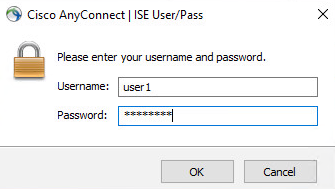 Cisco AnyConnect | ISE User/Pass
Please enter your username and password.
Username: user1
Password: ********
OK Cancel